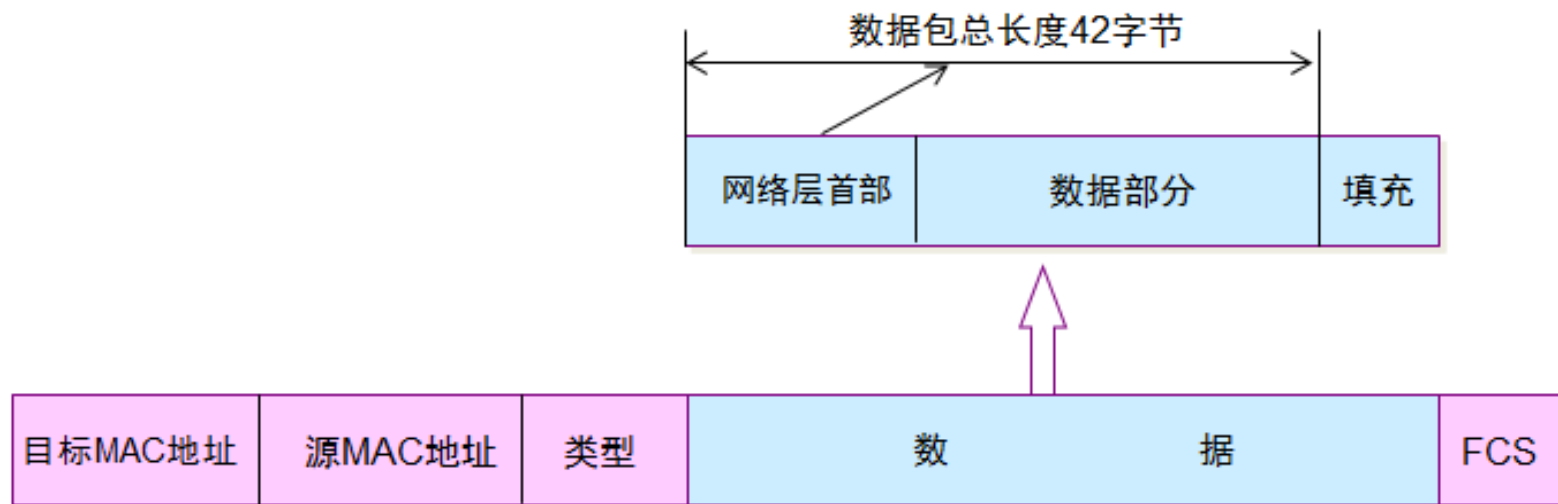 数据包总长度42字节
网络层首部 数据部分 填充
目标MAC地址 源MAC地址 类型 数 据 FCS